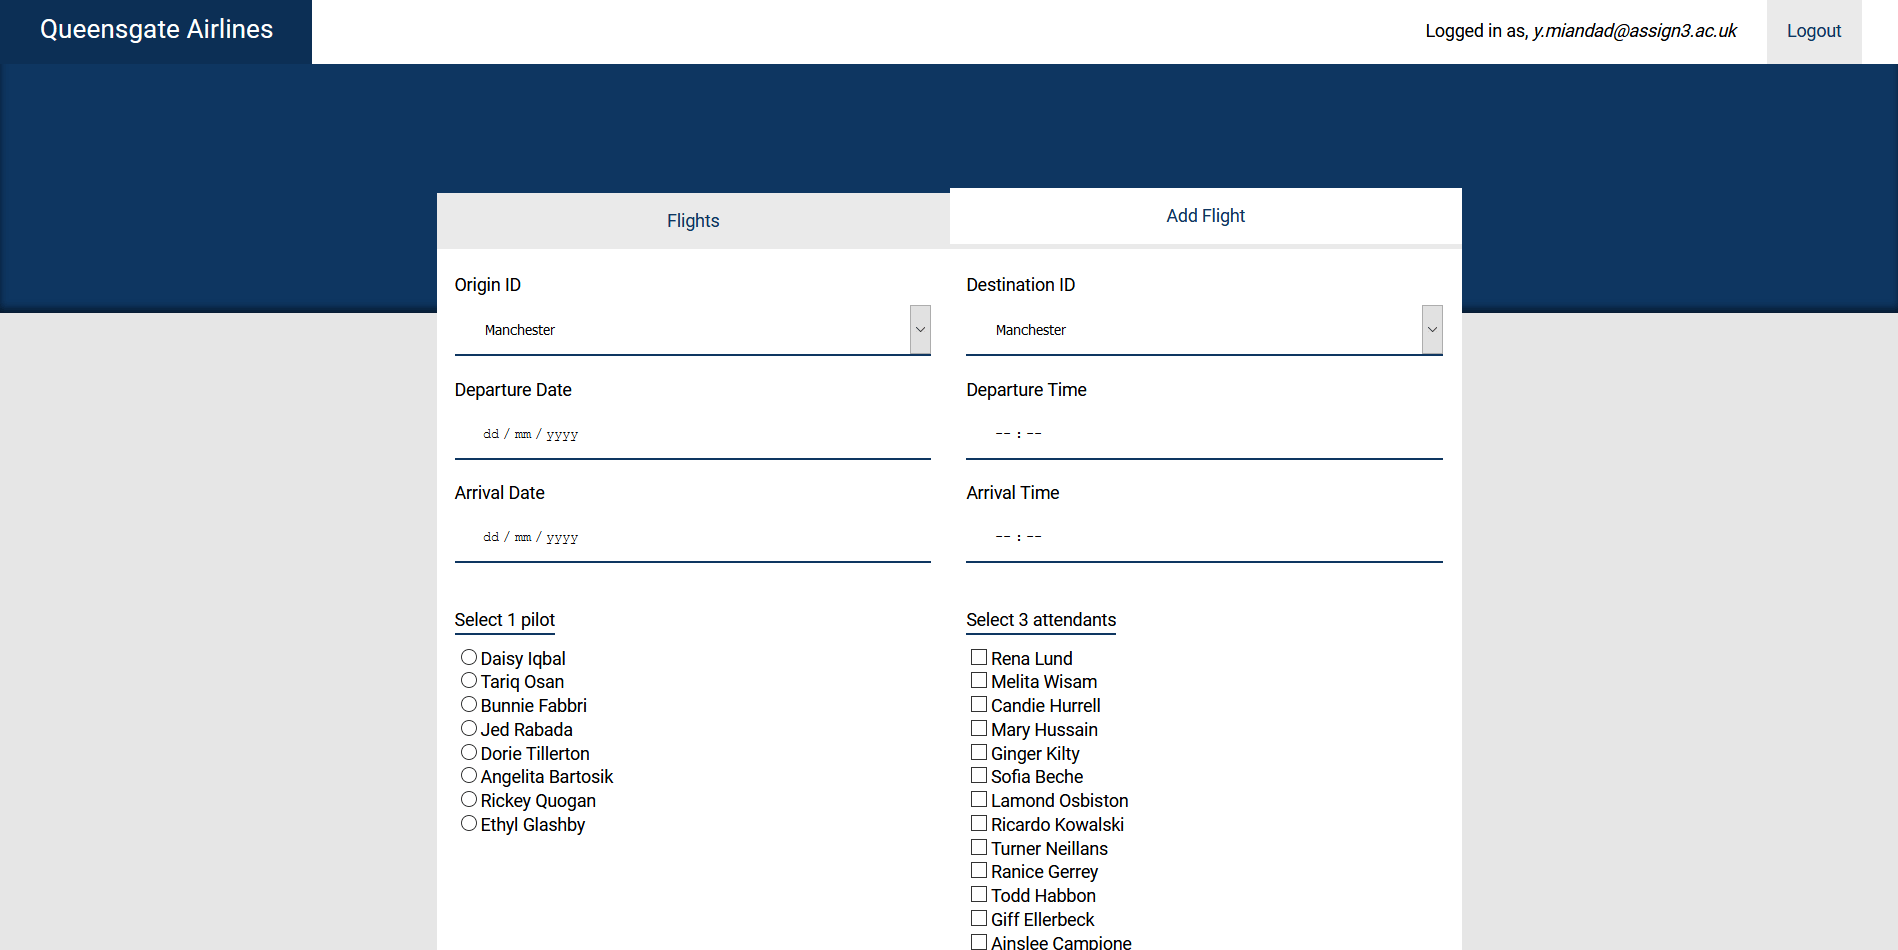 Queensgate Airlines
Logged in as, y.miandad@assign3.ac.uk
Logout
Flights
Add Flight
Origin ID
Destination ID
Manchester
Manchester
Departure Date
Departure Time
dd / mm / yyyy
-- : --
Arrival Date
Arrival Time
dd / mm / yyyy
-- : --
Select 1 pilot
Daisy Iqbal
Tariq Osan
Bunnie Fabbri
Jed Rabada
Dorie Tillerton
Angelita Bartosik
Rickey Quogan
Ethyl Glashby
Select 3 attendants
Rena Lund
Melita Wisam
Candie Hurrell
Mary Hussain
Ginger Kilty
Sofia Beche
Lamond Osbiston
Ricardo Kowalski
Turner Neillans
Ranice Gerrey
Todd Habbon
Giff Ellerbeck
Ainslee Campione